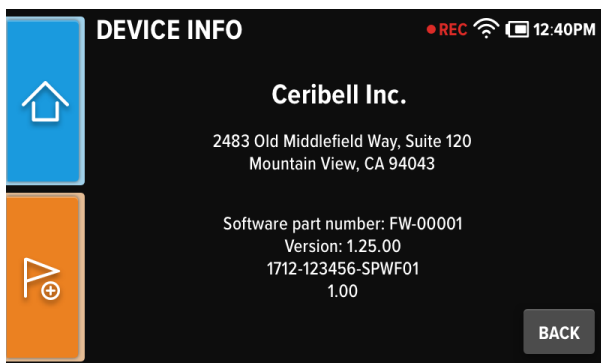 DEVICE INFO
REC 12:40PM
Ceribell Inc.
2483 Old Middlefield Way, Suite 120
Mountain View, CA 94043
Software part number: FW-00001
Version: 1.25.00
1712-123456-SPWF01
1.00
BACK